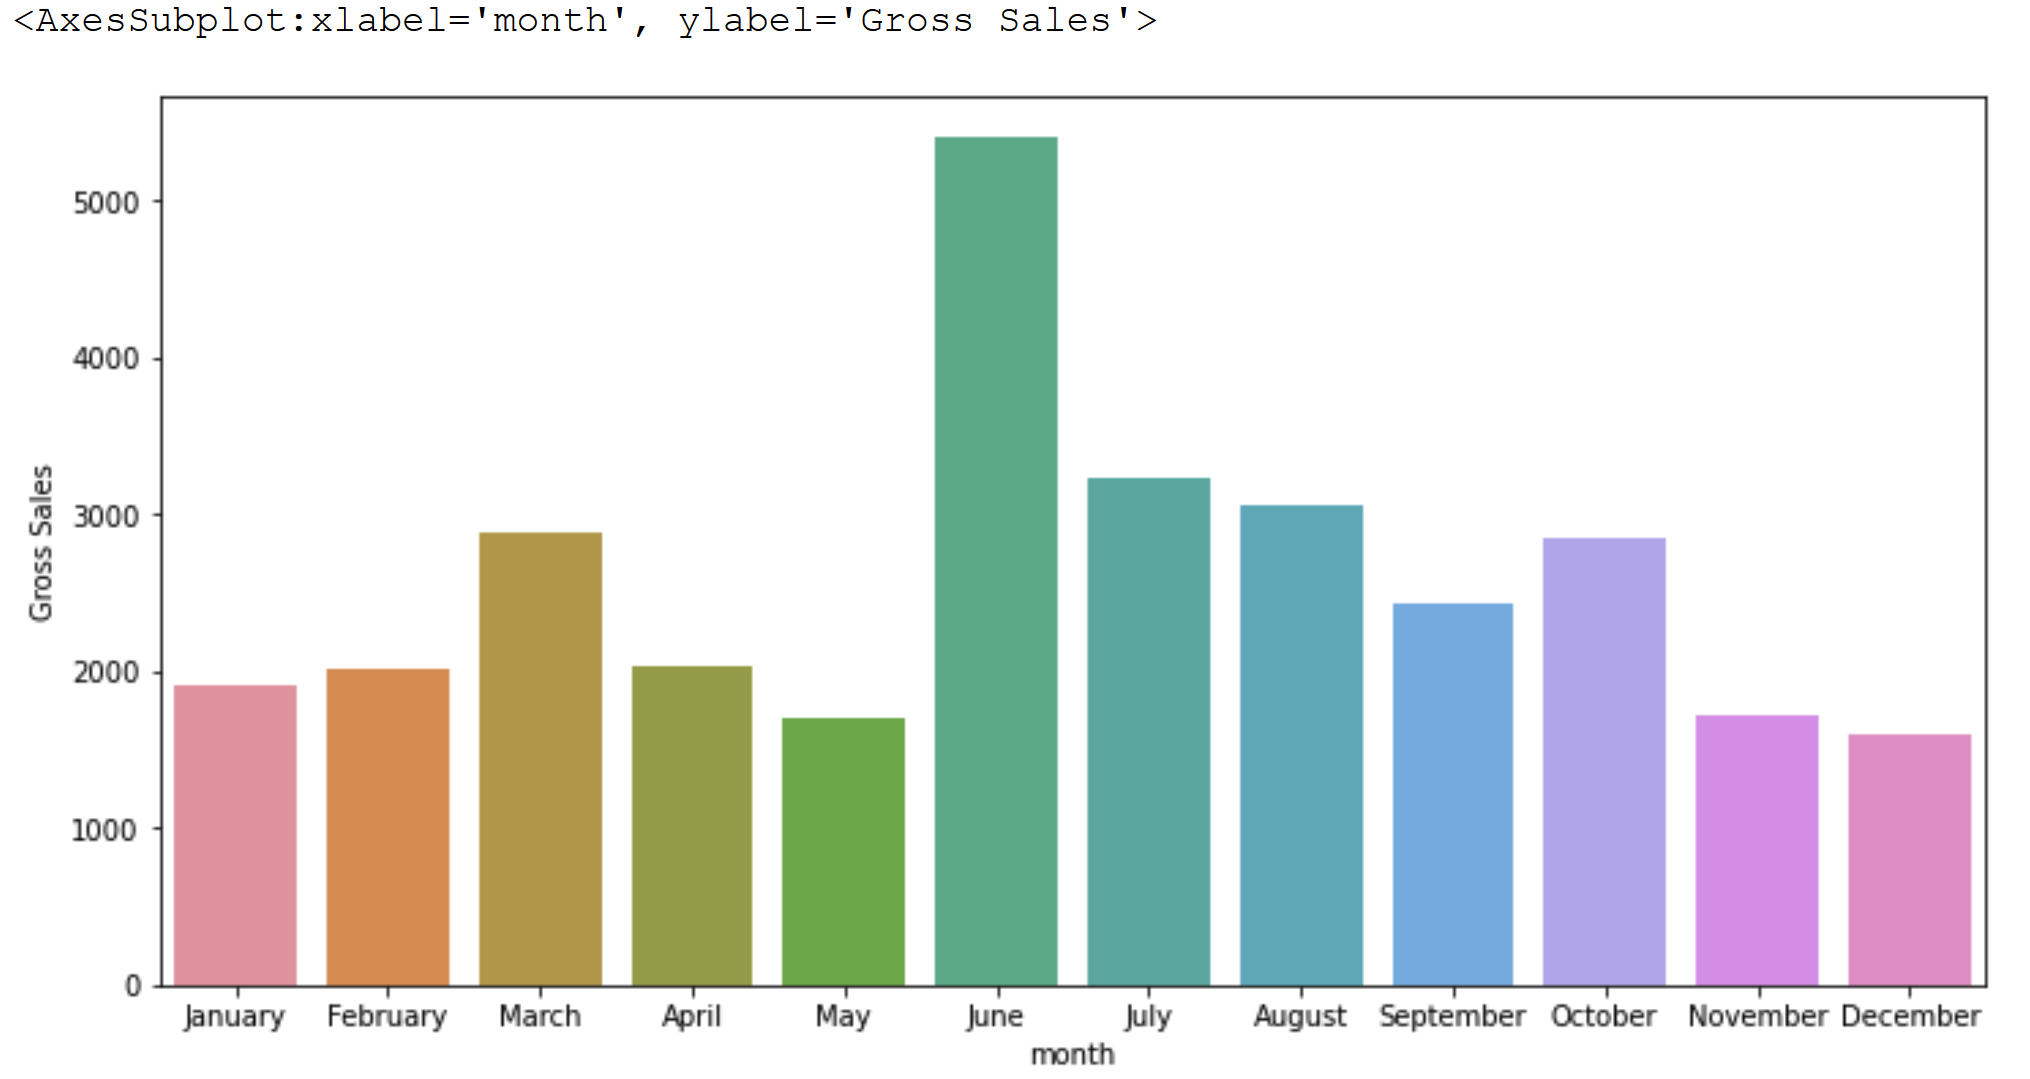 <AxesSubplot:xlabel='month', ylabel='Gross Sales'>
Gross Sales
5000
4000
3000
2000
1000
0
January February March April May June July August September October November December
month